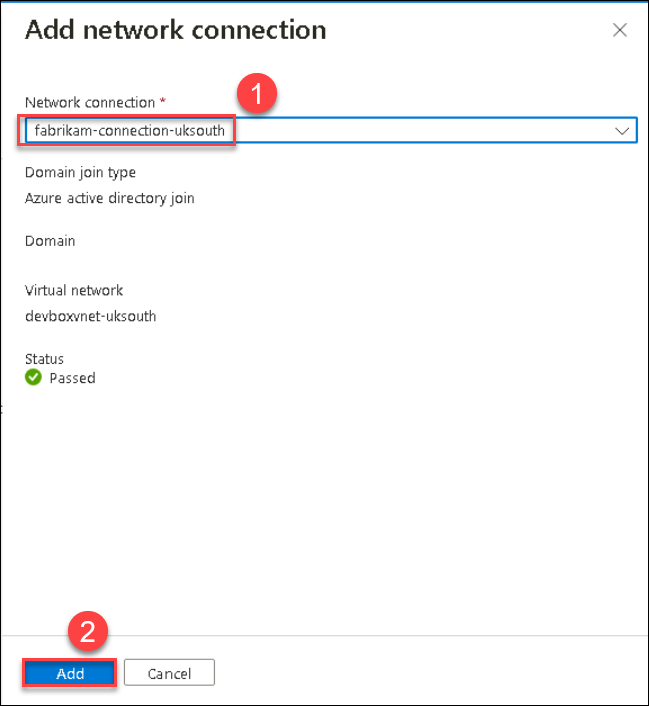 Add network connection
Network connection *
1
fabrikam-connection-uksouth
Domain join type
Azure active directory join
Domain
Virtual network
devboxvnet-uksouth
Status
Passed
2
Add Cancel